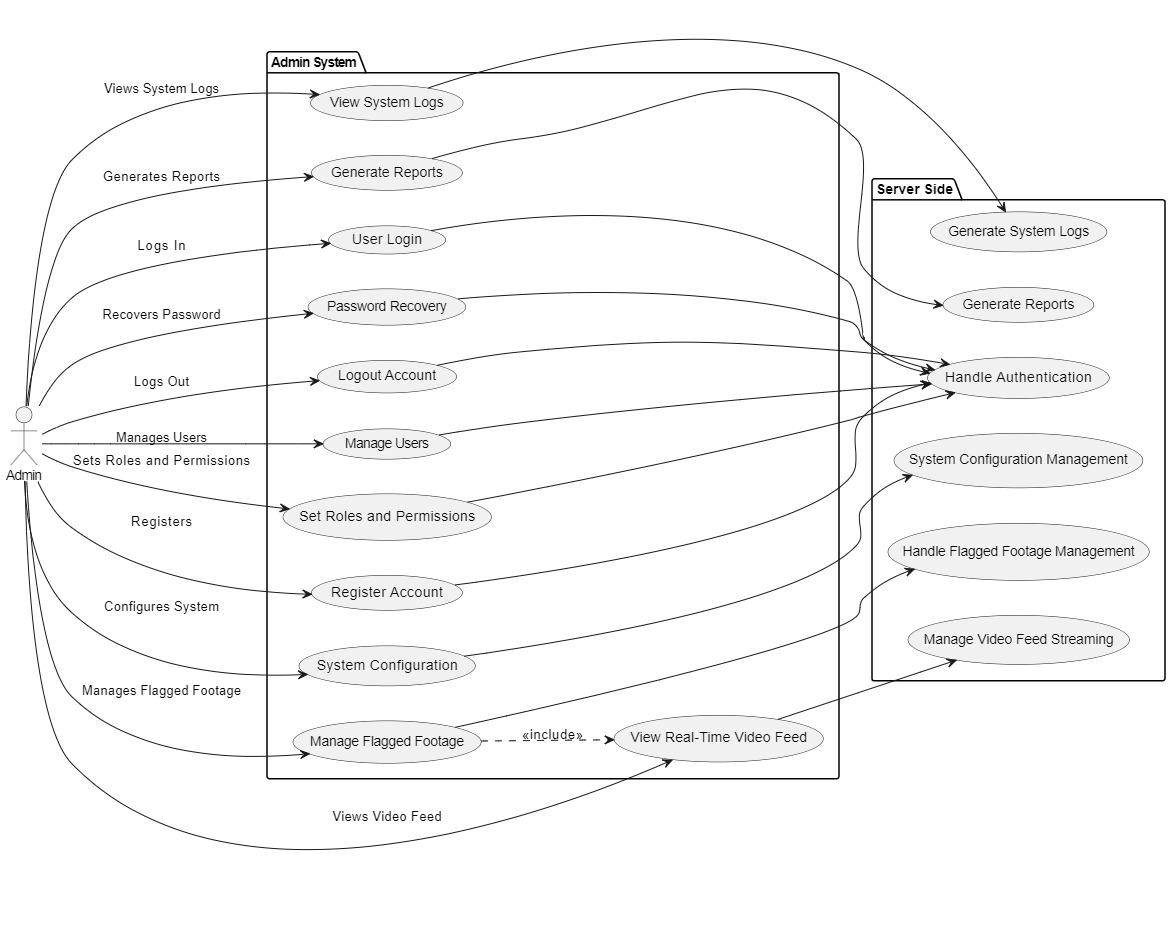 Admin System
Views System Logs
View System Logs
Generates Reports
Generate Reports
Server Side
Logs In
User Login
Generate System Logs
Recovers Password
Password Recovery
Generate Reports
Logs Out
Logout Account
Handle Authentication
Manages Users
Manage Users
Sets Roles and Permissions
System Configuration Management
Admin
Set Roles and Permissions
Registers
Handle Flagged Footage Management
Register Account
Configures System
Manage Video Feed Streaming
System Configuration
Manages Flagged Footage
Manage Flagged Footage
«include»
View Real-Time Video Feed
Views Video Feed